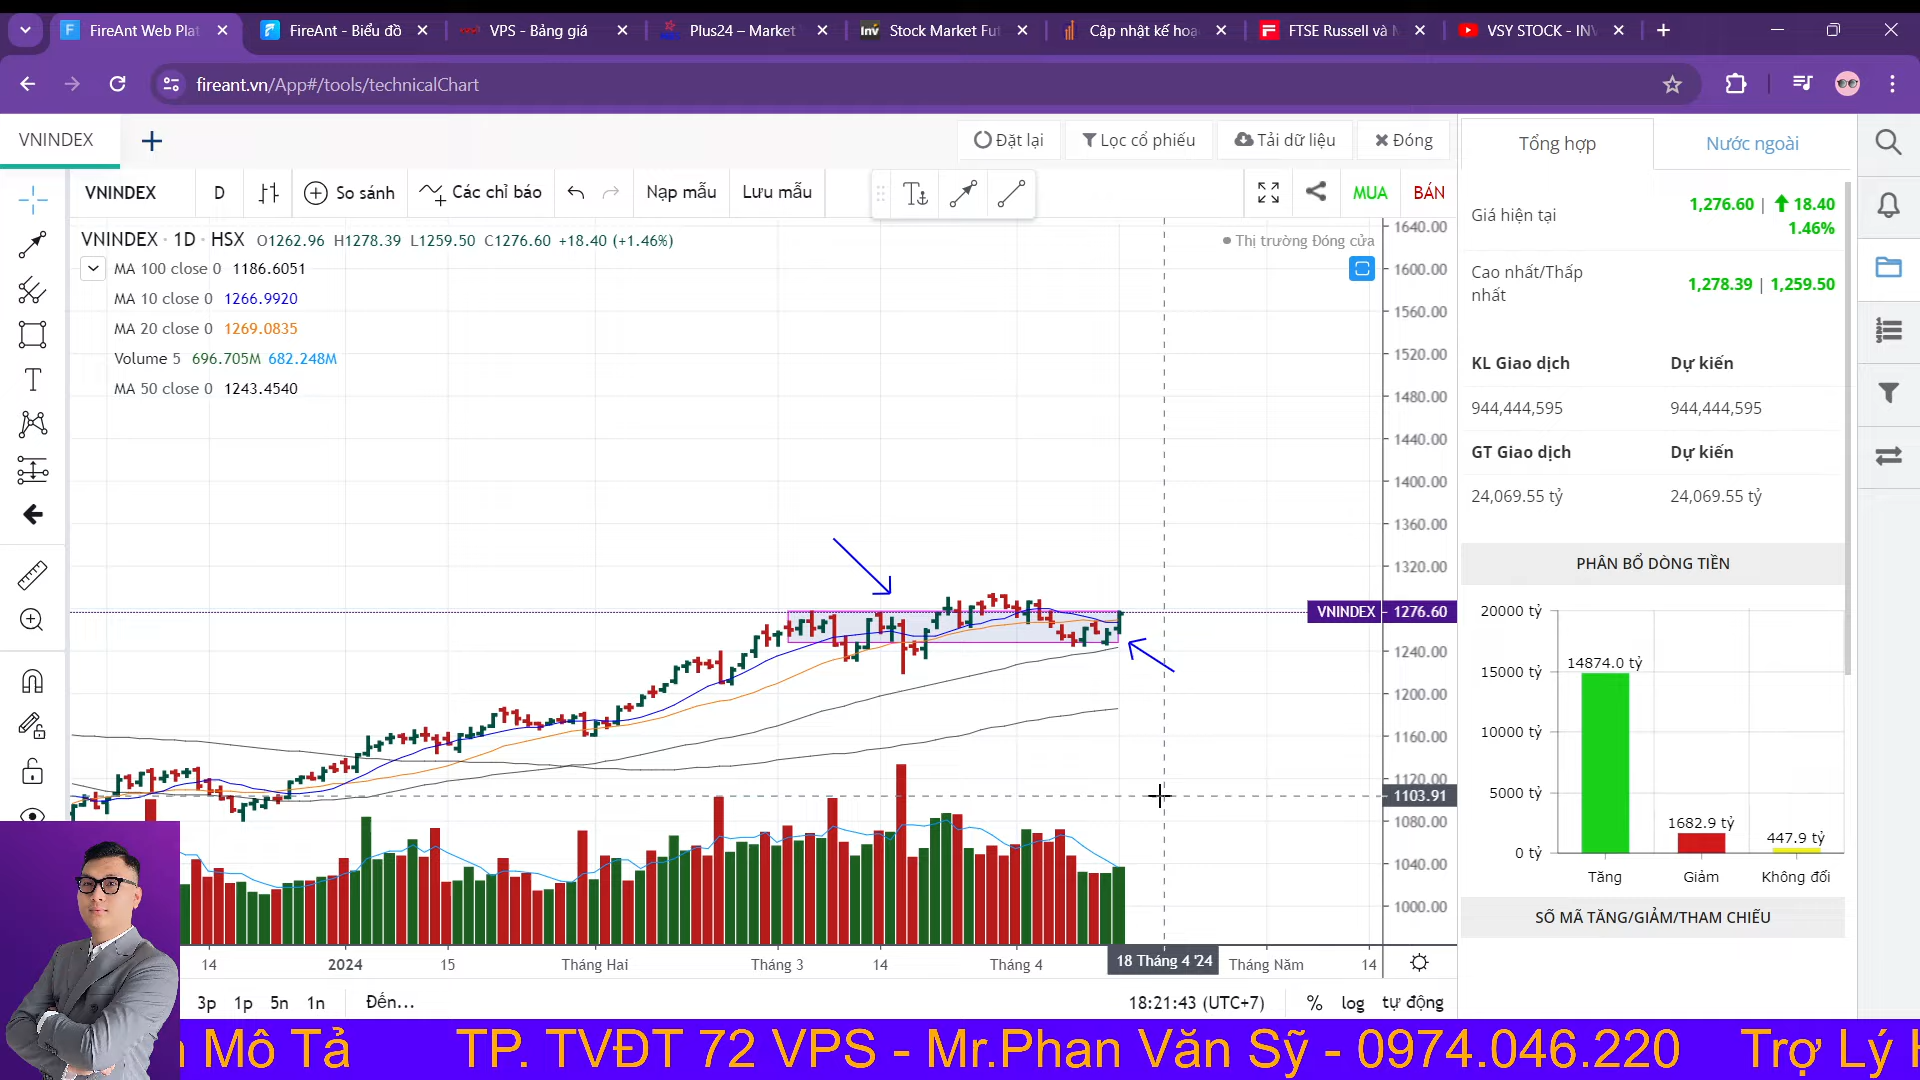 FireAnt Web Plat
FireAnt - Biểu đồ
VPS - Bảng giá
Plus24 – Market
Inv Stock Market Fut
Cập nhật kế hoạ
FTSE Russell và
VSY STOCK - IN
fireant.vn/App#/tools/technicalChart
VNINDEX
Đặt lại
Lọc cổ phiếu
Tải dữ liệu
Đóng
VNINDEX
D
So sánh
Các chỉ báo
Nạp mẫu
Lưu mẫu
MUA
BÁN
VNINDEX · 1D · HSX O1262.96 H1278.39 L1259.50 C1276.60 +18.40 (+1.46%)
Thị trường Đóng cửa
MA 100 close 0 1186.6051
MA 10 close 0 1266.9920
MA 20 close 0 1269.0835
Volume 5 696.705M 682.248M
MA 50 close 0 1243.4540
1640.00
1600.00
1560.00
1520.00
1480.00
1440.00
1400.00
1360.00
1320.00
VNINDEX 1276.60
1240.00
1200.00
1160.00
1120.00
1103.91
1080.00
1040.00
1000.00
14
2024
15
Tháng Hai
Tháng 3
14
Tháng 4
18 Tháng 4 '24
Tháng Năm
14
3p
1p
5n
1n
Đến...
18:21:43 (UTC+7)
%
log
tự động
Tổng hợp
Nước ngoài
Giá hiện tại
1,276.60 | 18.40
1.46%
Cao nhất/Thấp
nhất
1,278.39 | 1,259.50
KL Giao dịch
Dự kiến
944,444,595
944,444,595
GT Giao dịch
Dự kiến
24,069.55 tỷ
24,069.55 tỷ
PHÂN BỔ DÒNG TIỀN
20000 tỷ
15000 tỷ
10000 tỷ
5000 tỷ
0 tỷ
14874.0 tỷ
1682.9 tỷ
447.9 tỷ
Tăng
Giảm
Không đổi
SỐ MÃ TĂNG/GIẢM/THAM CHIẾU
Mô Tả
TP. TVĐT 72 VPS - Mr.Phan Văn Sỹ - 0974.046.220
Trợ Lý